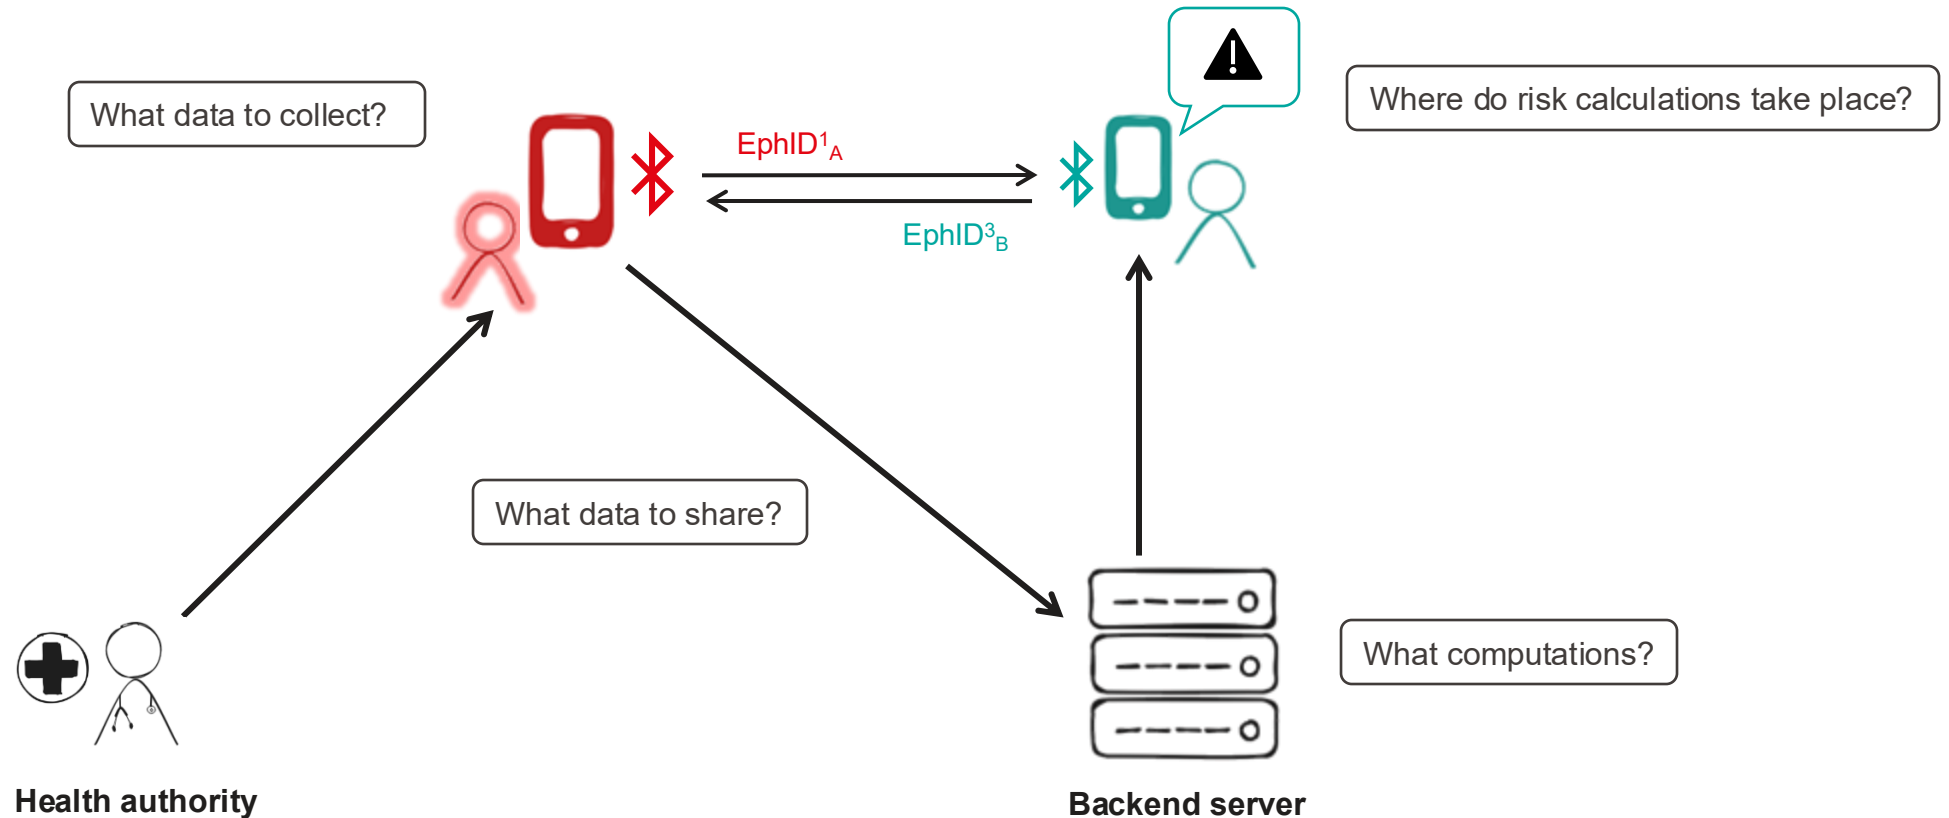 What data to collect?
Where do risk calculations take place?
EphID¹A
EphID³B
What data to share?
What computations?
Health authority
Backend server